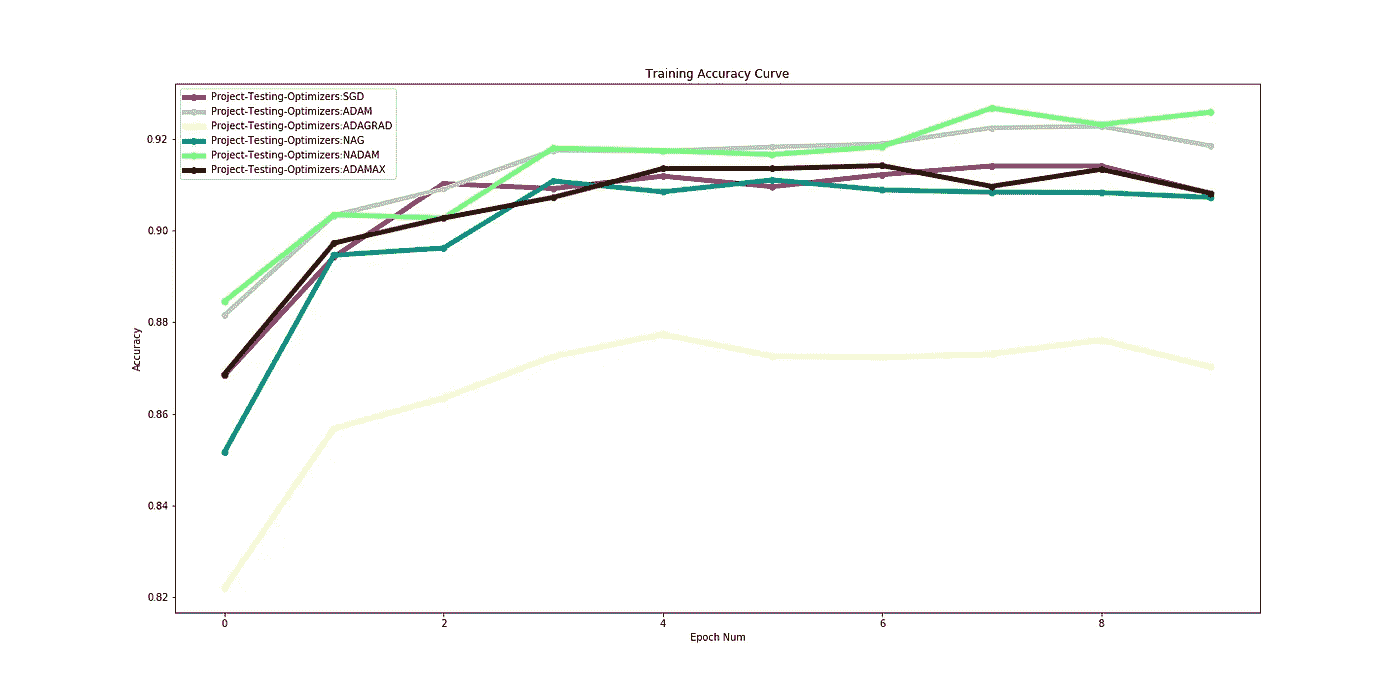 Training Accuracy Curve
Project-Testing-Optimizers:SGD
Project-Testing-Optimizers:ADAM
Project-Testing-Optimizers:ADAGRAD
Project-Testing-Optimizers:NAG
Project-Testing-Optimizers:NADAM
Project-Testing-Optimizers:ADAMAX
0.92
0.90
0.88
0.86
0.84
0.82
Accuracy
0 2 4 6 8
Epoch Num